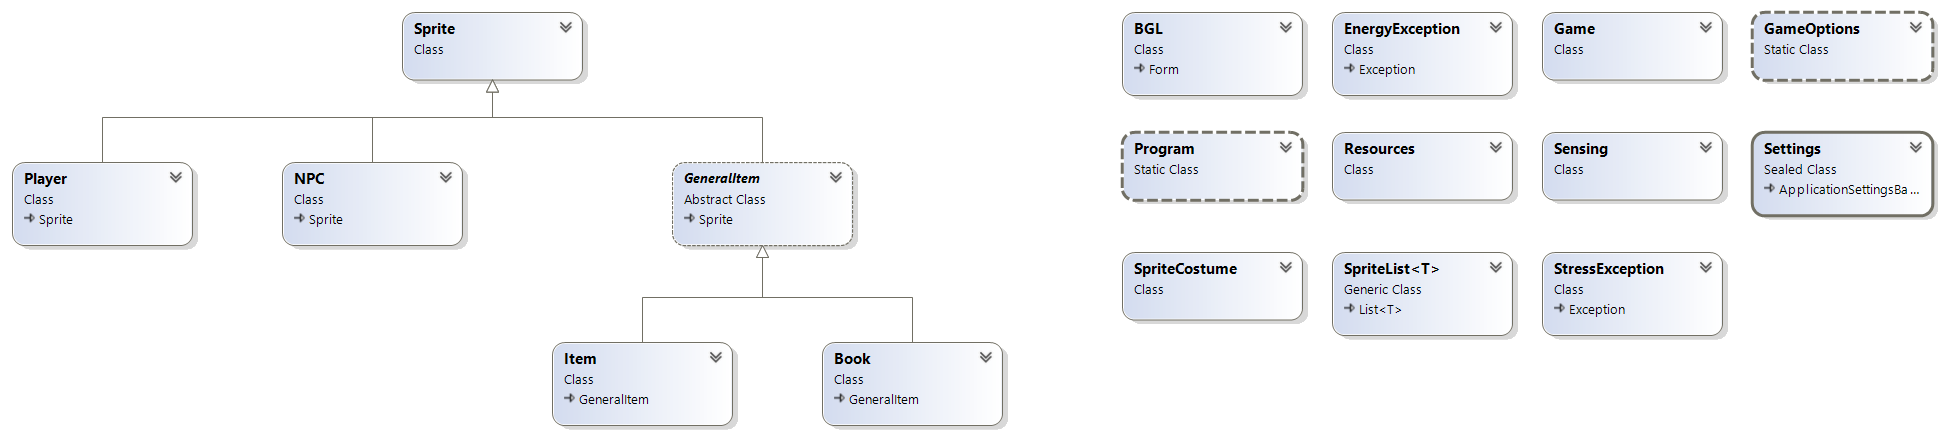 Sprite
Class
Player
Class
Sprite
NPC
Class
Sprite
GeneralItem
Abstract Class
Sprite
Item
Class
GeneralItem
Book
Class
GeneralItem
BGL
Class
Form
EnergyException
Class
Exception
Game
Class
GameOptions
Static Class
Program
Static Class
Resources
Class
Sensing
Class
Settings
Sealed Class
ApplicationSettingsBa...
SpriteCostume
Class
SpriteList<T>
Generic Class
List<T>
StressException
Class
Exception